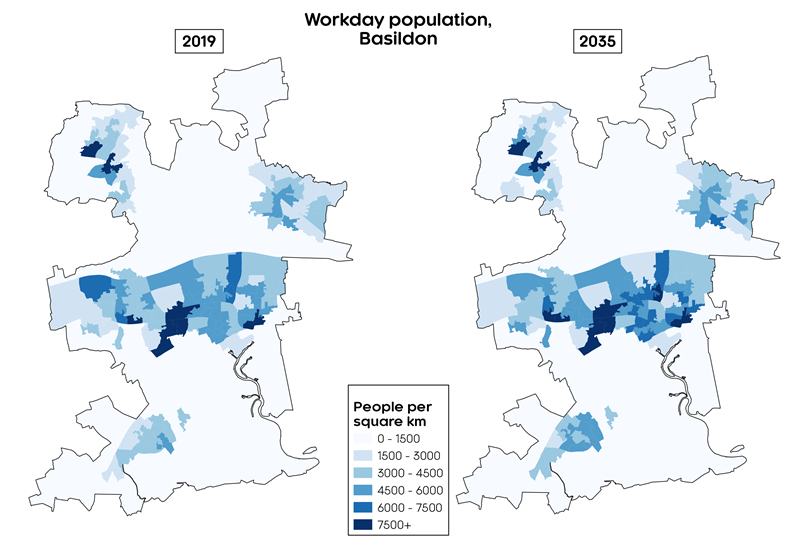 Workday population,
Basildon
2019
2035
People per
square km
0 - 1500
1500 - 3000
3000 - 4500
4500 - 6000
6000 - 7500
7500+